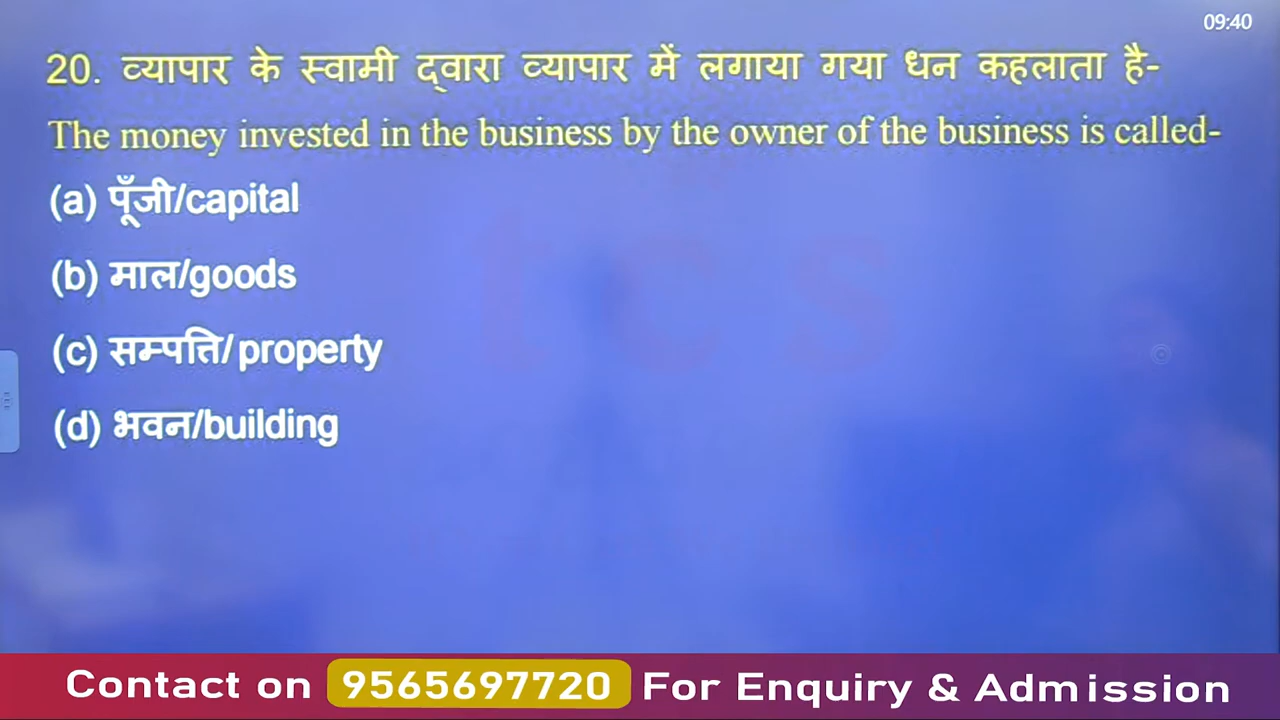 09:40
20. व्यापार के स्वामी द्वारा व्यापार में लगाया गया धन कहलाता है-
The money invested in the business by the owner of the business is called-
(a) पूँजी/capital
(b) माल/goods
(c) सम्पत्ति/property
(d) भवन/building
tcs
Contact on 9565697720 For Enquiry & Admission